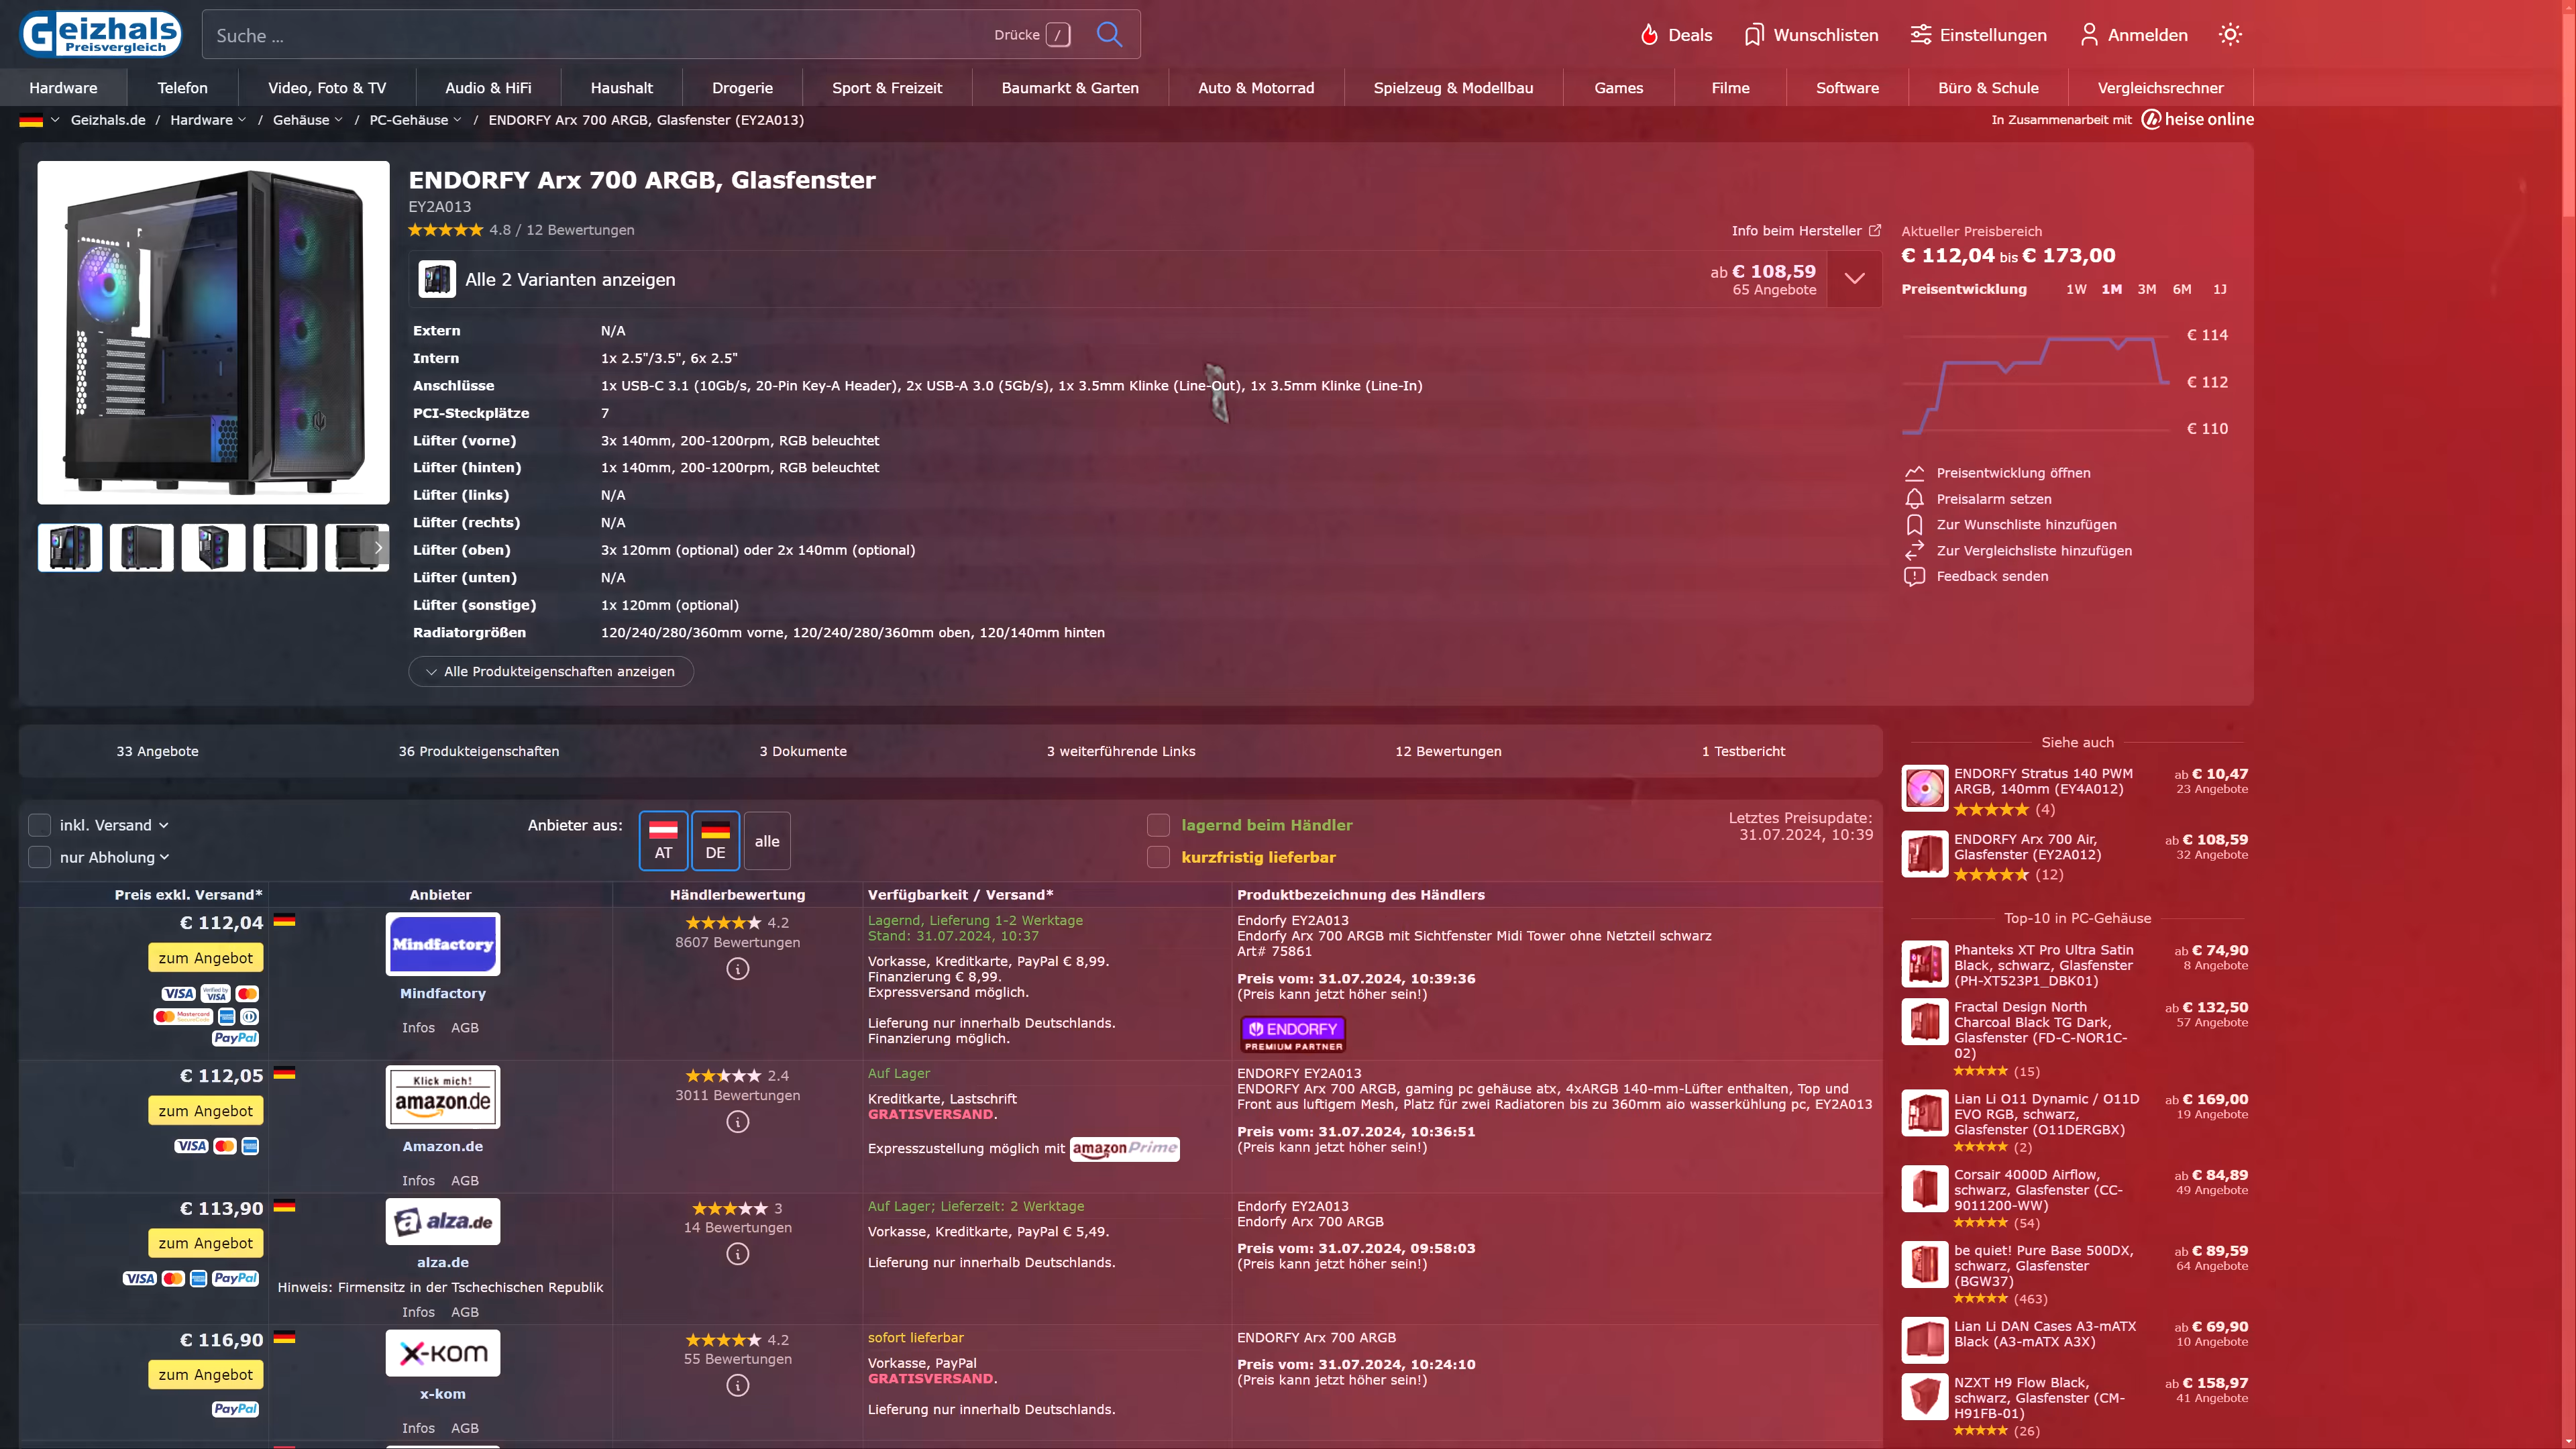 Geizhals
Preisvergleich
Suche ...
Drücke /
Deals
Wunschlisten
Einstellungen
Anmelden
Hardware
Telefon
Video, Foto & TV
Audio & HiFi
Haushalt
Drogerie
Sport & Freizeit
Baumarkt & Garten
Auto & Motorrad
Spielzeug & Modellbau
Games
Filme
Software
Büro & Schule
Vergleichsrechner
Geizhals.de / Hardware / Gehäuse / PC-Gehäuse / ENDORFY Arx 700 ARGB, Glasfenster (EY2A013)
In Zusammenarbeit mit heise online
ENDORFY Arx 700 ARGB, Glasfenster
EY2A013
4.8 / 12 Bewertungen
Info beim Hersteller
Alle 2 Varianten anzeigen
ab € 108,59
65 Angebote
Extern N/A
Intern 1x 2.5"/3.5", 6x 2.5"
Anschlüsse 1x USB-C 3.1 (10Gb/s, 20-Pin Key-A Header), 2x USB-A 3.0 (5Gb/s), 1x 3.5mm Klinke (Line-Out), 1x 3.5mm Klinke (Line-In)
PCI-Steckplätze 7
Lüfter (vorne) 3x 140mm, 200-1200rpm, RGB beleuchtet
Lüfter (hinten) 1x 140mm, 200-1200rpm, RGB beleuchtet
Lüfter (links) N/A
Lüfter (rechts) N/A
Lüfter (oben) 3x 120mm (optional) oder 2x 140mm (optional)
Lüfter (unten) N/A
Lüfter (sonstige) 1x 120mm (optional)
Radiatorgrößen 120/240/280/360mm vorne, 120/240/280/360mm oben, 120/140mm hinten
Alle Produkteigenschaften anzeigen
Aktueller Preisbereich
€ 112,04 bis € 173,00
Preisentwicklung 1W 1M 3M 6M 1J
€ 114
€ 112
€ 110
Preisentwicklung öffnen
Preisalarm setzen
Zur Wunschliste hinzufügen
Zur Vergleichsliste hinzufügen
Feedback senden
33 Angebote
36 Produkteigenschaften
3 Dokumente
3 weiterführende Links
12 Bewertungen
1 Testbericht
inkl. Versand
nur Abholung
Anbieter aus:
AT
DE
alle
lagernd beim Händler
kurzfristig lieferbar
Letztes Preisupdate:
31.07.2024, 10:39
Preis exkl. Versand*
Anbieter
Händlerbewertung
Verfügbarkeit / Versand*
Produktbezeichnung des Händlers
€ 112,04
zum Angebot
VISA Verified by VISA
Mastercard SecureCode
PayPal
Mindfactory
Mindfactory
Infos AGB
4.2
8607 Bewertungen
Lagernd, Lieferung 1-2 Werktage
Stand: 31.07.2024, 10:37
Vorkasse, Kreditkarte, PayPal € 8,99.
Finanzierung € 8,99.
Expressversand möglich.
Lieferung nur innerhalb Deutschlands.
Finanzierung möglich.
Endorfy EY2A013
Endorfy Arx 700 ARGB mit Sichtfenster Midi Tower ohne Netzteil schwarz
Art# 75861
Preis vom: 31.07.2024, 10:39:36
(Preis kann jetzt höher sein!)
ENDORFY
PREMIUM PARTNER
€ 112,05
zum Angebot
VISA
Klick mich!
amazon.de
Amazon.de
Infos AGB
2.4
3011 Bewertungen
Auf Lager
Kreditkarte, Lastschrift
GRATISVERSAND.
Expresszustellung möglich mit amazonPrime
ENDORFY EY2A013
ENDORFY Arx 700 ARGB, gaming pc gehäuse atx, 4xARGB 140-mm-Lüfter enthalten, Top und
Front aus luftigem Mesh, Platz für zwei Radiatoren bis zu 360mm aio wasserkühlung pc, EY2A013
Preis vom: 31.07.2024, 10:36:51
(Preis kann jetzt höher sein!)
€ 113,90
zum Angebot
VISA PayPal
alza.de
alza.de
Hinweis: Firmensitz in der Tschechischen Republik
Infos AGB
3
14 Bewertungen
Auf Lager; Lieferzeit: 2 Werktage
Vorkasse, Kreditkarte, PayPal € 5,49.
Lieferung nur innerhalb Deutschlands.
Endorfy EY2A013
Endorfy Arx 700 ARGB
Preis vom: 31.07.2024, 09:58:03
(Preis kann jetzt höher sein!)
€ 116,90
zum Angebot
PayPal
x-kom
x-kom
Infos AGB
4.2
55 Bewertungen
sofort lieferbar
Vorkasse, PayPal
GRATISVERSAND.
Lieferung nur innerhalb Deutschlands.
ENDORFY Arx 700 ARGB
Preis vom: 31.07.2024, 10:24:10
(Preis kann jetzt höher sein!)
Siehe auch
ENDORFY Stratus 140 PWM
ARGB, 140mm (EY4A012)
(4)
ab € 10,47
23 Angebote
ENDORFY Arx 700 Air,
Glasfenster (EY2A012)
(12)
ab € 108,59
32 Angebote
Top-10 in PC-Gehäuse
Phanteks XT Pro Ultra Satin
Black, schwarz, Glasfenster
(PH-XT523P1_DBK01)
ab € 74,90
8 Angebote
Fractal Design North
Charcoal Black TG Dark,
Glasfenster (FD-C-NOR1C-
02)
(15)
ab € 132,50
57 Angebote
Lian Li O11 Dynamic / O11D
EVO RGB, schwarz,
Glasfenster (O11DERGBX)
(2)
ab € 169,00
19 Angebote
Corsair 4000D Airflow,
schwarz, Glasfenster (CC-
9011200-WW)
(54)
ab € 84,89
49 Angebote
be quiet! Pure Base 500DX,
schwarz, Glasfenster
(BGW37)
(463)
ab € 89,59
64 Angebote
Lian Li DAN Cases A3-mATX
Black (A3-mATX A3X)
ab € 69,90
10 Angebote
NZXT H9 Flow Black,
schwarz, Glasfenster (CM-
H91FB-01)
(26)
ab € 158,97
41 Angebote